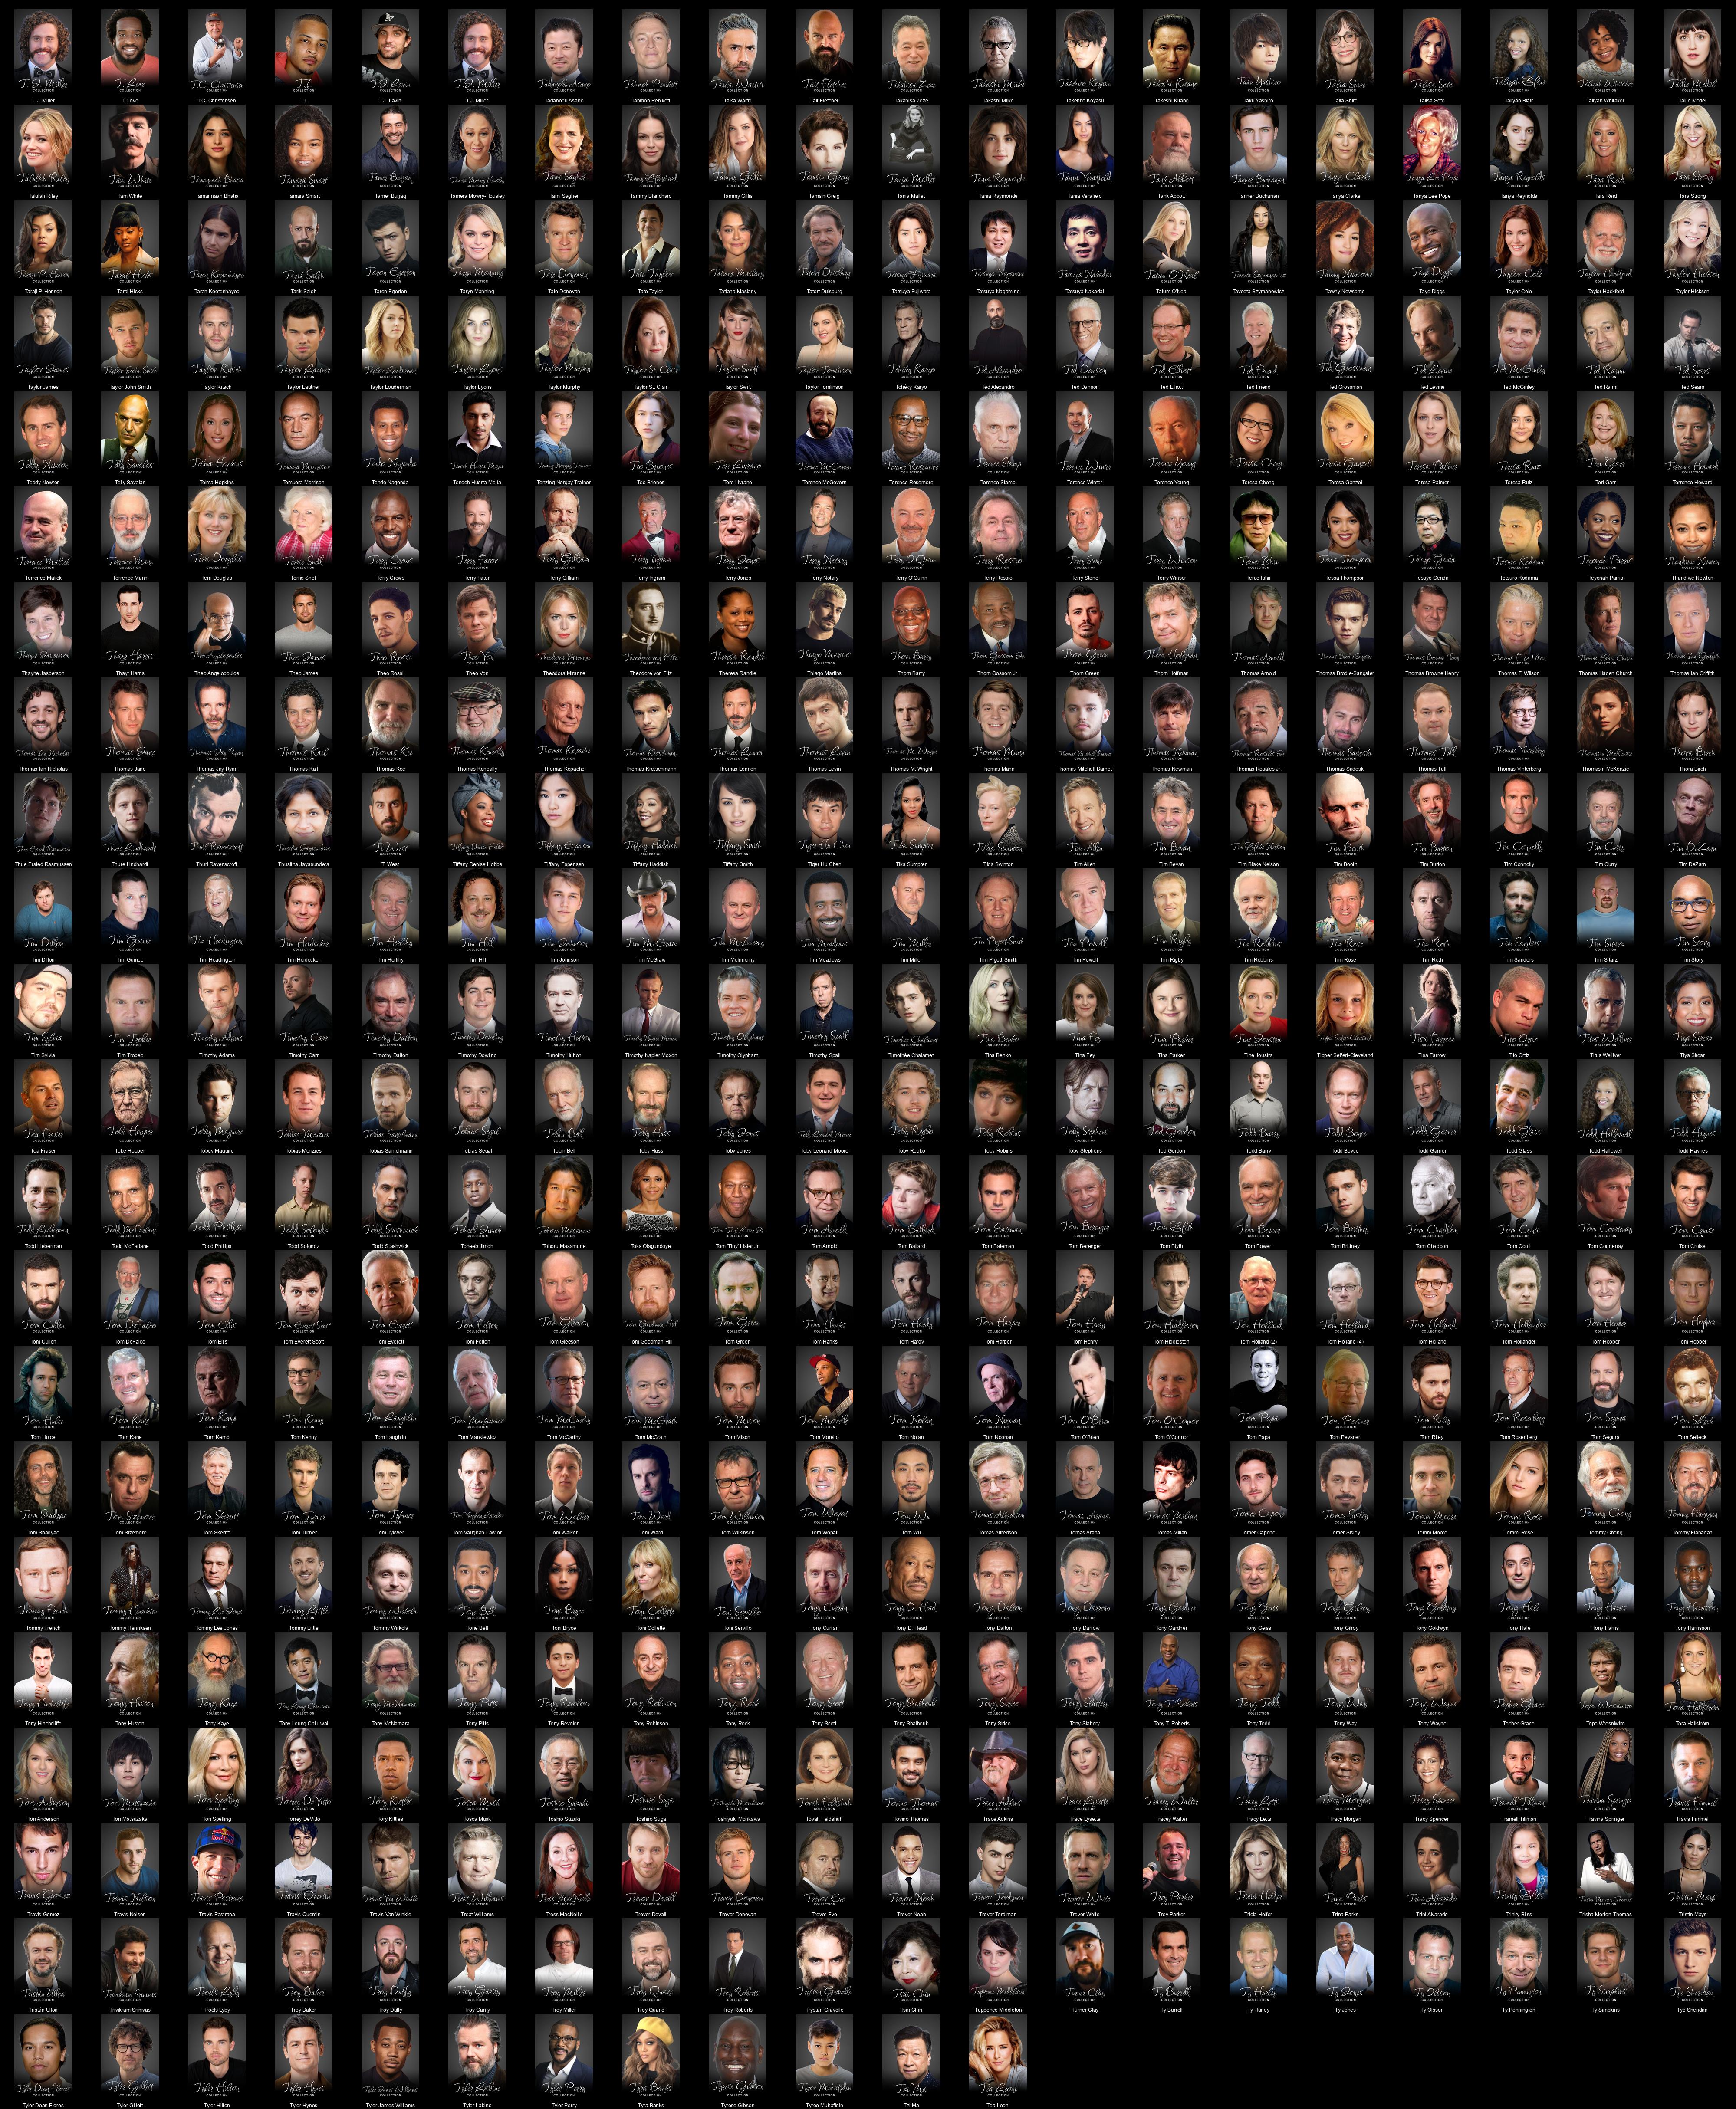 T. J. Miller T. Love T.C. Christensen T.I. T.J. Lavin T.J. Miller Tadanobu Asano Tahmoh Penikett Taika Waititi Tait Fletcher Takahisa Zeze Takashi Miike Takehito Koyasu Takeshi Kitano Taku Yashiro Talia Shire Talisa Soto Taliyah Blair Taliyah Whitaker Tallie Medel
Talulah Riley Tam White Tamannaah Bhatia Tamara Smart Tamer Burjaq Tamera Mowry-Housley Tami Sagher Tammy Blanchard Tammy Gillis Tamsin Greig Tania Mallet Tania Raymonde Tania Verafield Tank Abbott Tanner Buchanan Tanya Clarke Tanya Lee Pope Tanya Reynolds Tara Reid Tara Strong
Taraji P. Henson Taral Hicks Taran Kootenhayoo Tarik Saleh Taron Egerton Taryn Manning Tate Donovan Tate Taylor Tatiana Maslany Tatort Duisburg Tatsuya Fujiwara Tatsuya Nagamine Tatsuya Nakadai Tatum O'Neal Taveeta Szymanowicz Tawny Newsome Taye Diggs Taylor Cole Taylor Hackford Taylor Hickson
Taylor James Taylor John Smith Taylor Kitsch Taylor Lautner Taylor Louderman Taylor Lyons Taylor Murphy Taylor St. Clair Taylor Swift Taylor Tomlinson Tchéky Karyo Ted Alexandro Ted Danson Ted Elliott Ted Friend Ted Grossman Ted Levine Ted McGinley Ted Raimi Ted Sears
Teddy Newton Telly Savalas Telma Hopkins Temuera Morrison Tendo Nagenda Tenoch Huerta Mejía Tenzing Norgay Trainor Teo Briones Tere Livrano Terence McGovern Terence Rosemore Terence Stamp Terence Winter Terence Young Teresa Cheng Teresa Ganzel Teresa Palmer Teresa Ruiz Teri Garr Terrence Howard
Terrence Malick Terrence Mann Terri Douglas Terrie Snell Terry Crews Terry Fator Terry Gilliam Terry Ingram Terry Jones Terry Notary Terry O'Quinn Terry Rossio Terry Stone Terry Winsor Teruo Ishii Tessa Thompson Tessyo Genda Tetsuro Kodama Teyonah Parris Thandiwe Newton
Thayne Jasperson Thayr Harris Theo Angelopoulos Theo James Theo Rossi Theo Von Theodora Miranne Theodore von Eltz Theresa Randle Thiago Martins Thom Barry Thom Gossom Jr. Thom Green Thom Hoffman Thomas Arnold Thomas Brodie-Sangster Thomas Browne Henry Thomas F. Wilson Thomas Haden Church Thomas Ian Griffith
Thomas Ian Nicholas Thomas Jane Thomas Jay Ryan Thomas Kail Thomas Kee Thomas Keneally Thomas Kopache Thomas Kretschmann Thomas Lennon Thomas Levin Thomas M. Wright Thomas Mann Thomas Mitchell Barnet Thomas Newman Thomas Rosales Jr. Thomas Sadoski Thomas Tull Thomas Vinterberg Thomasin McKenzie Thora Birch
Thue Ersted Rasmussen Thure Lindhardt Thurl Ravenscroft Thusitha Jayasundera Ti West Tiffany Denise Hobbs Tiffany Espensen Tiffany Haddish Tiffany Smith Tiger Hu Chen Tika Sumpter Tilda Swinton Tim Allen Tim Bevan Tim Blake Nelson Tim Booth Tim Burton Tim Connolly Tim Curry Tim DeZarn
Tim Dillon Tim Guinee Tim Headington Tim Heidecker Tim Herlihy Tim Hill Tim Johnson Tim McGraw Tim McInnerny Tim Meadows Tim Miller Tim Pigott-Smith Tim Powell Tim Rigby Tim Robbins Tim Rose Tim Roth Tim Sanders Tim Sitarz Tim Story
Tim Sylvia Tim Trobec Timothy Adams Timothy Carr Timothy Dalton Timothy Dowling Timothy Hutton Timothy Napier Moxon Timothy Olyphant Timothy Spall Timothée Chalamet Tina Benko Tina Fey Tina Parker Tine Joustra Tipper Seifert-Cleveland Tisa Farrow Tito Ortiz Titus Welliver Tiya Sircar
Toa Fraser Tobe Hooper Tobey Maguire Tobias Menzies Tobias Santelmann Tobias Segal Tobin Bell Toby Huss Toby Jones Toby Leonard Moore Toby Regbo Toby Robins Toby Stephens Tod Gordon Todd Barry Todd Boyce Todd Garner Todd Glass Todd Hallowell Todd Haynes
Todd Lieberman Todd McFarlane Todd Phillips Todd Solondz Todd Stashwick Toheeb Jimoh Tohoru Masamune Toks Olagundoye Tom 'Tiny' Lister Jr. Tom Arnold Tom Ballard Tom Bateman Tom Berenger Tom Blyth Tom Bower Tom Brittney Tom Chadbon Tom Conti Tom Courtenay Tom Cruise
Tom Cullen Tom DeFalco Tom Ellis Tom DeFalco Scott Tom Everett Tom Felton Tom Gleeson Tom Goodman-Hill Tom Green Tom Hanks Tom Hardy Tom Harper Tom Henry Tom Hiddleston Tom Holland (2) Tom Holland (4) Tom Holland Tom Hollander Tom Hooper Tom Hopper
Tom Hulce Tom Kane Tom Kemp Tom Kenny Tom Laughlin Tom Mankiewicz Tom McCarthy Tom McGrath Tom Mison Tom Morello Tom Nolan Tom Noonan Tom O'Brien Tom O'Connor Tom Papa Tom Pevsner Tom Riley Tom Rosenberg Tom Segura Tom Selleck
Tom Shadyac Tom Sizemore Tom Skerritt Tom Turner Tom Tykwer Tom Vaughan-Lawlor Tom Walker Tom Ward Tom Wilkinson Tom Wopat Tom Wu Tomas Alfredson Tomas Arana Tomas Milian Tomer Capone Tomer Sisley Tomm Moore Tommi Rose Tommy Chong Tommy Flanagan
Tommy French Tommy Henriksen Tommy Lee Jones Tommy Little Tommy Wirkola Tone Bell Toni Bryce Toni Collette Toni Servillo Tony Curran Tony D. Head Tony Dalton Tony Darrow Tony Gardner Tony Geiss Tony Gilroy Tony Goldwyn Tony Hale Tony Harris Tony Harrisson
Tony Hinchcliffe Tony Huston Tony Kaye Tony Leung Chiu-wai Tony McNamara Tony Pitts Tony Revolori Tony Robinson Tony Rock Tony Scott Tony Shalhoub Tony Sirico Tony Slattery Tony T. Roberts Tony Todd Tony Way Tony Wayne Topher Grace Topo Wresniwiro Tora Hallström
Tori Anderson Tori Matsuzaka Tori Spelling Torrey DeVitto Tory Kittles Tosca Musk Toshio Suzuki Toshirô Suga Toshiyuki Morikawa Tovah Feldshuh Tovino Thomas Trace Adkins Trace Lysette Tracey Walter Tracy Letts Tracy Morgan Tracy Spencer Tramell Tillman Travina Springer Travis Fimmel
Travis Gomez Travis Nelson Travis Pastrana Travis Quentin Travis Van Winkle Treat Williams Tress MacNeille Trevor Devall Trevor Donovan Trevor Eve Trevor Noah Trevor Tordjman Trevor White Trey Parker Tricia Helfer Trina Parks Trini Alvarado Trinity Bliss Trisha Morton-Thomas Tristin Mays
Tristán Ulloa Trivikram Srinivas Troels Lyby Troy Baker Troy Duffy Troy Garity Troy Miller Troy Quane Troy Roberts Trystan Gravelle Tsai Chin Tuppence Middleton Turner Clay Ty Burrell Ty Hurley Ty Jones Ty Olsson Ty Pennington Ty Simpkins Tye Sheridan
Tyler Dean Flores Tyler Gillett Tyler Hilton Tyler Hynes Tyler James Williams Tyler Labine Tyler Perry Tyra Banks Tyrese Gibson Tyroe Muhafidin Tzi Ma Téa Leoni